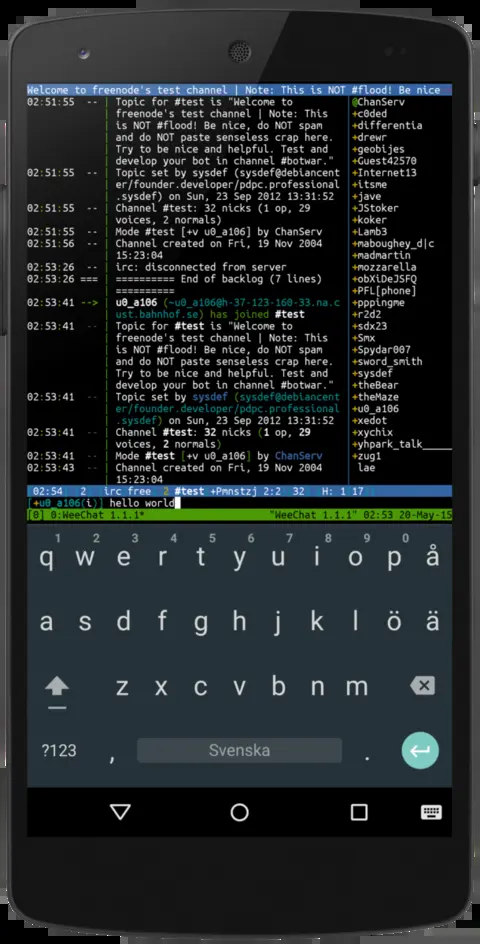 Welcome to freenode's test channel | Note: This is NOT #flood! Be nice
02:51:55 -- | Topic for #test is "Welcome to
freenode's test channel | Note: This
is NOT #flood! Be nice, do NOT spam
and do NOT paste senseless crap here.
Try to be nice and helpful. Test and
develop your bot in channel #botwar."
02:51:55 -- | Topic set by sysdef (sysdef@debiancent
er/founder.developer/pdpc.professional
.sysdef) on Sun, 23 Sep 2012 13:31:52
02:51:55 -- | Channel #test: 32 nicks (1 op, 29
voices, 2 normals)
02:51:55 -- | Mode #test [+v u0_a106] by ChanServ
02:51:56 -- | Channel created on Fri, 19 Nov 2004
15:23:04
02:53:26 -- | irc: disconnected from server
02:53:26 === | ========== End of backlog (7 lines)
==========
02:53:41 --> | u0_a106 (~u0_a106@h-37-123-160-33.na.c
ust.bahnhof.se) has joined #test
02:53:41 -- | Topic for #test is "Welcome to
freenode's test channel | Note: This
is NOT #flood! Be nice, do NOT spam
and do NOT paste senseless crap here.
Try to be nice and helpful. Test and
develop your bot in channel #botwar."
02:53:41 -- | Topic set by sysdef (sysdef@debiancent
er/founder.developer/pdpc.professional
.sysdef) on Sun, 23 Sep 2012 13:31:52
02:53:41 -- | Channel #test: 32 nicks (1 op, 29
voices, 2 normals)
02:53:41 -- | Mode #test [+v u0_a106] by ChanServ
02:53:43 -- | Channel created on Fri, 19 Nov 2004
15:23:04
@ChanServ
+c0ded
+differentia
+drewr
+geobijes
+Guest42570
+Internet13
+itsme
+jave
+JStoker
+koker
+Lamb3
+maboughey_d|c
+madmartin
+mozzarella
+obXiDeJSFQ
+PFL[phone]
+pppingme
+r2d2
+sdx23
+Smx
+Spydar007
+sword_smith
+sysdef
+theBear
+theMaze
+u0_a106
+xedot
+xychix
+yhpark_talk_____
+zug1
lae
02:54 2 irc free 2 #test +Pmnstzj 2:2 32 H: 1 17
[+u0_a106(i)] hello world
[0] 0:WeeChat 1.1.1* "WeeChat 1.1.1" 02:53 20-May-15
1 2 3 4 5 6 7 8 9 0
q w e r t y u i o p å
a s d f g h j k l ö ä
z x c v b n m
?123 , Svenska .